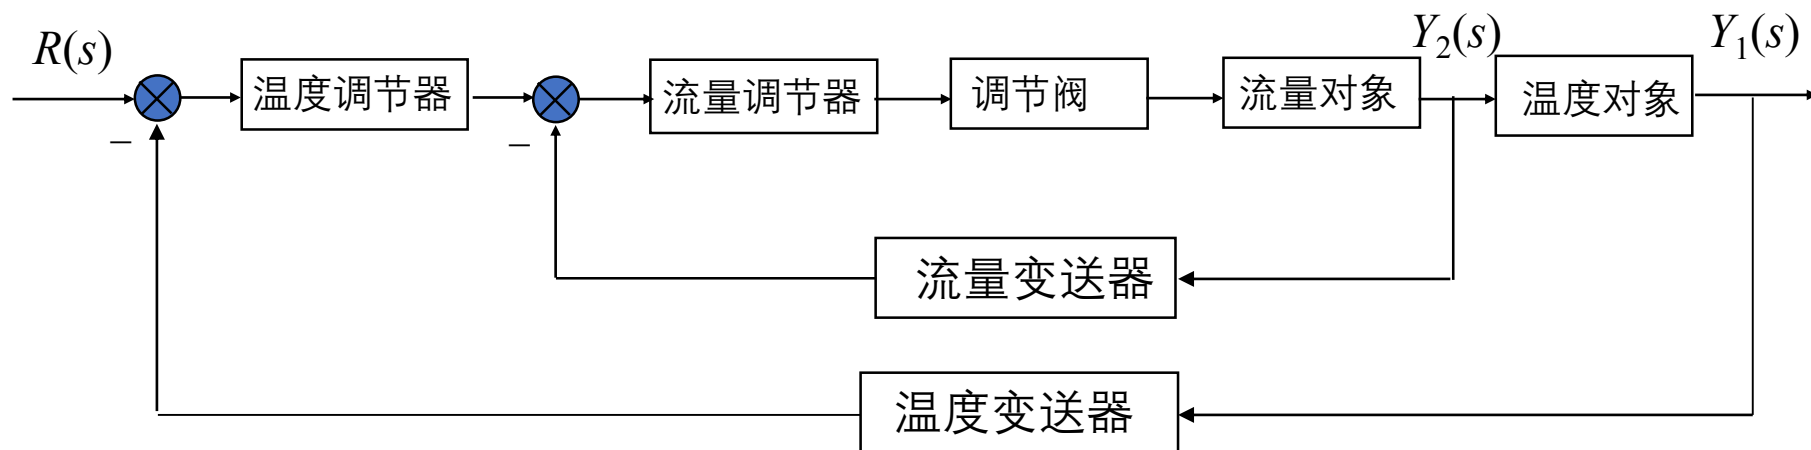 R(s)
温度调节器
流量调节器
调节阀
流量对象
Y₂(s)
温度对象
Y₁(s)
−
−
流量变送器
温度变送器